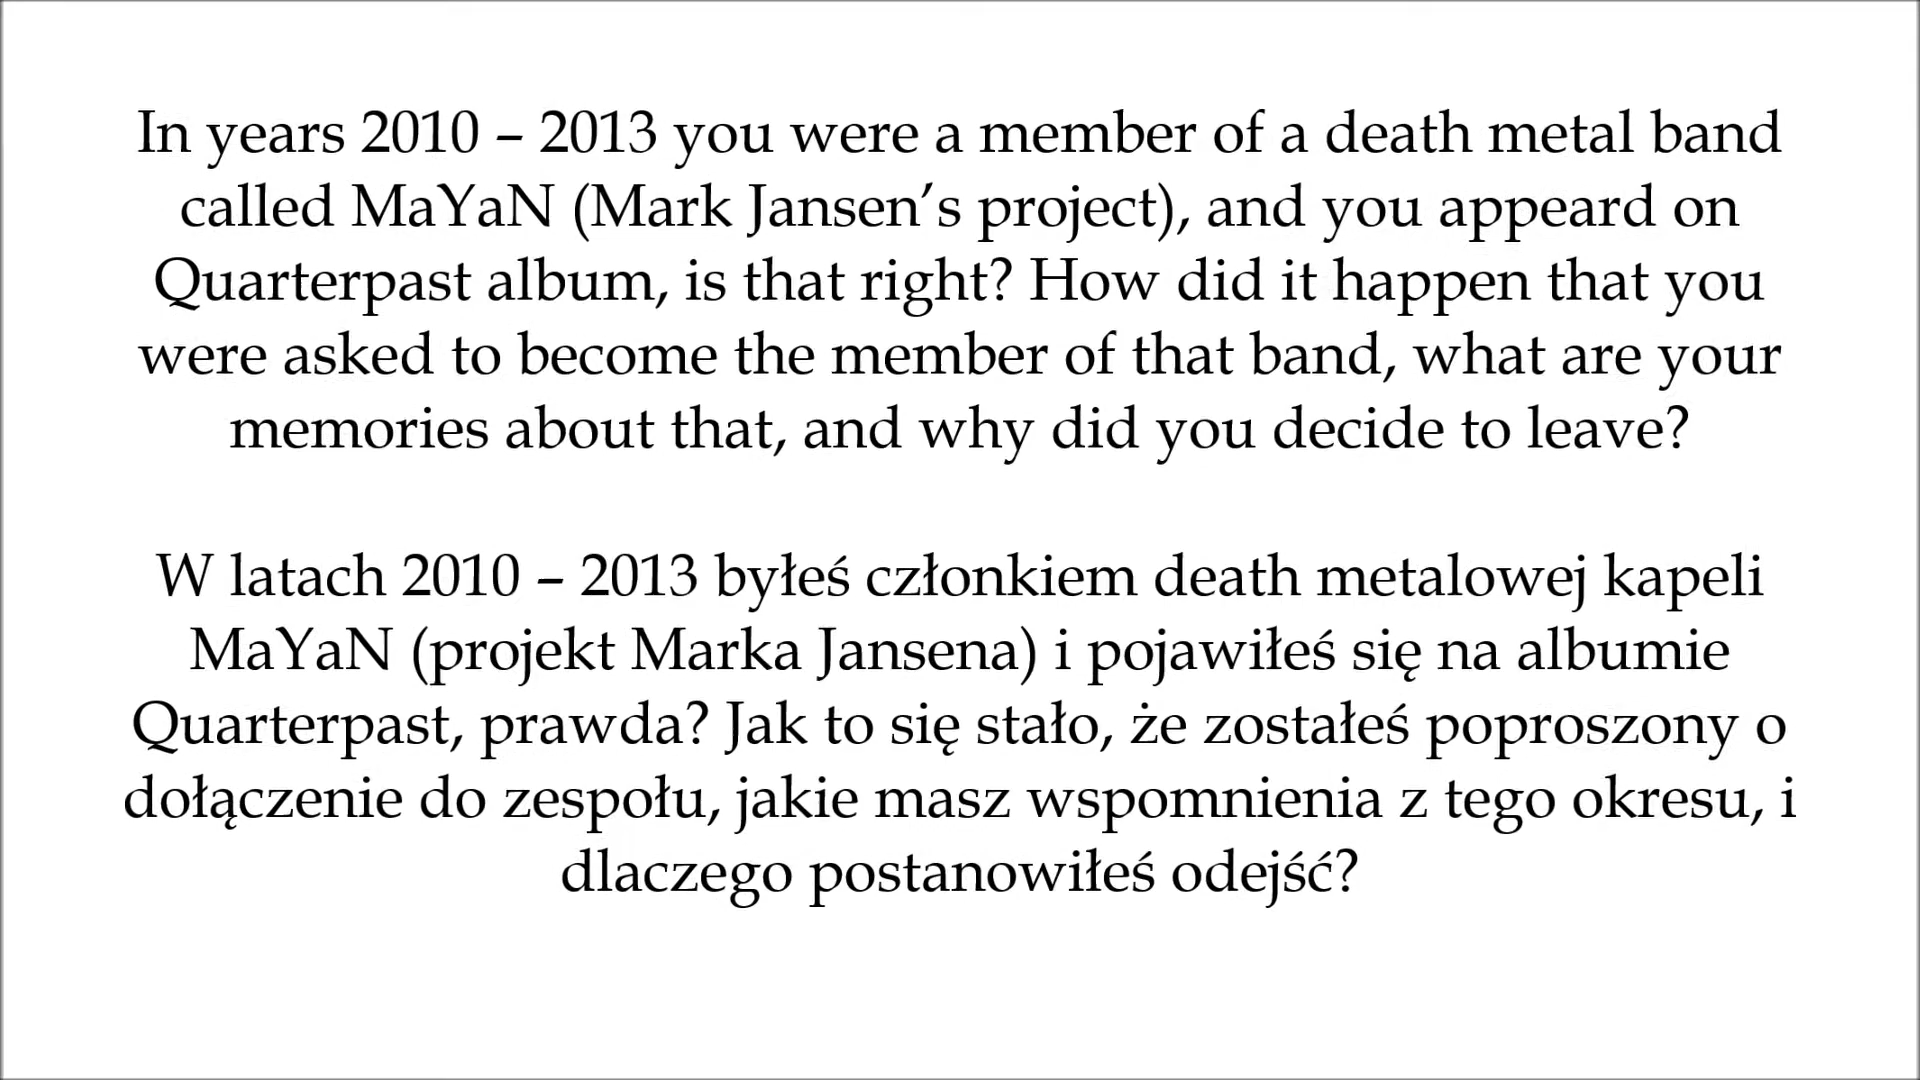 In years 2010 – 2013 you were a member of a death metal band
called MaYaN (Mark Jansen’s project), and you appeard on
Quarterpast album, is that right? How did it happen that you
were asked to become the member of that band, what are your
memories about that, and why did you decide to leave?
W latach 2010 – 2013 byłeś członkiem death metalowej kapeli
MaYaN (projekt Marka Jansena) i pojawiłeś się na albumie
Quarterpast, prawda? Jak to się stało, że zostałeś poproszony o
dołączenie do zespołu, jakie masz wspomnienia z tego okresu, i
dlaczego postanowiłeś odejść?